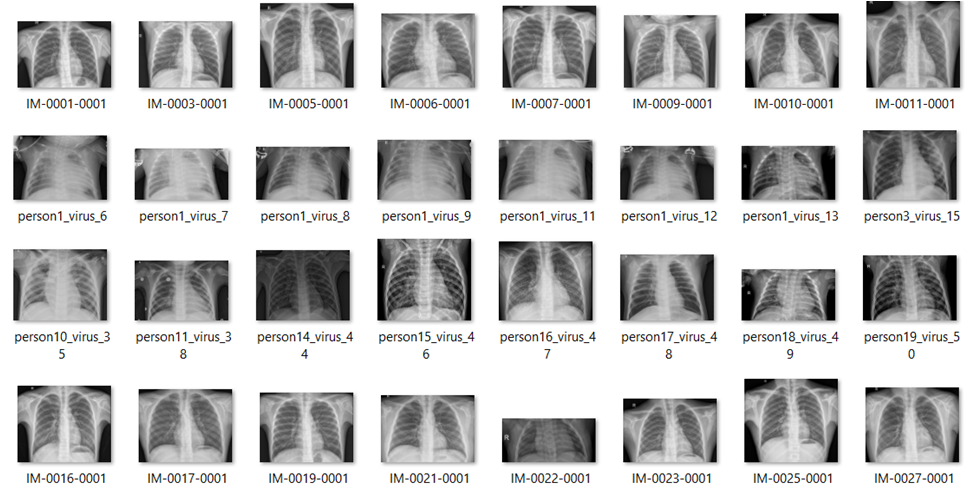 IM-0001-0001
IM-0003-0001
IM-0005-0001
IM-0006-0001
IM-0007-0001
IM-0009-0001
IM-0010-0001
IM-0011-0001
person1_virus_6
person1_virus_7
person1_virus_8
person1_virus_9
person1_virus_11
person1_virus_12
person1_virus_13
person3_virus_15
person10_virus_3
5
person11_virus_3
8
person14_virus_4
4
person15_virus_4
6
person16_virus_4
7
person17_virus_4
8
person18_virus_4
9
person19_virus_5
0
R
IM-0016-0001
IM-0017-0001
IM-0019-0001
IM-0021-0001
IM-0022-0001
IM-0023-0001
IM-0025-0001
IM-0027-0001